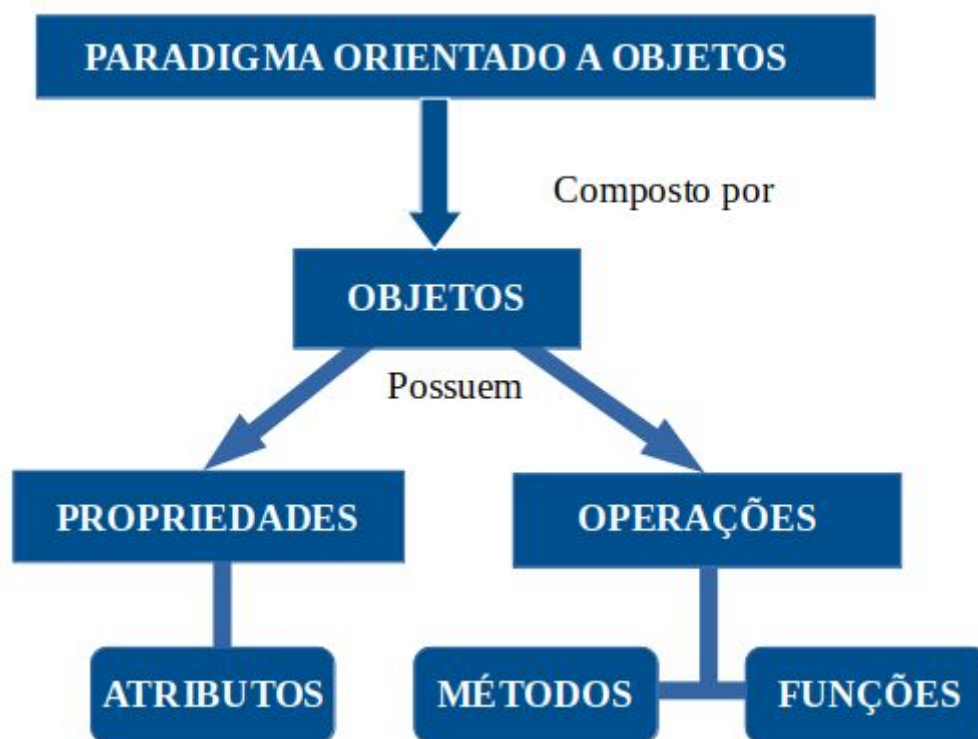 PARADIGMA ORIENTADO A OBJETOS
Composto por
OBJETOS
Possuem
PROPRIEDADES
OPERAÇÕES
ATRIBUTOS
MÉTODOS
FUNÇÕES